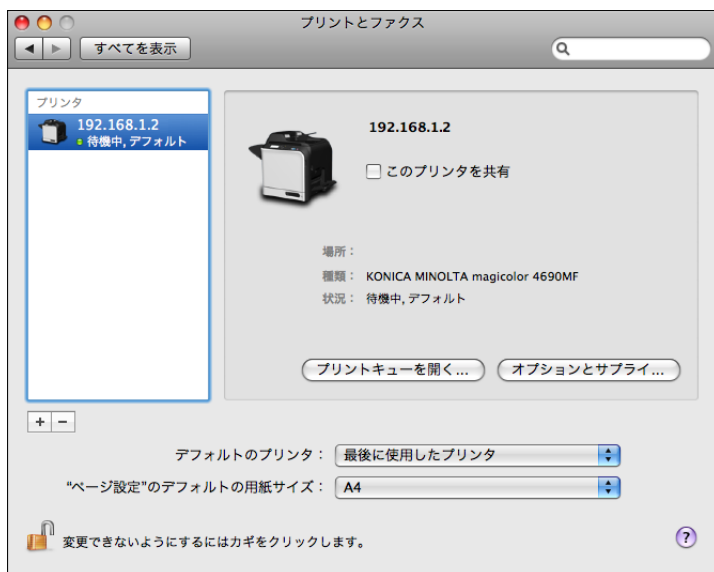 プリントとファクス
すべてを表示
プリンタ
192.168.1.2
待機中, デフォルト
192.168.1.2
このプリンタを共有
場所：
種類： KONICA MINOLTA magicolor 4690MF
状況： 待機中, デフォルト
プリントキューを開く... オプションとサプライ...
+ −
デフォルトのプリンタ： 最後に使用したプリンタ
“ページ設定”のデフォルトの用紙サイズ： A4
変更できないようにするにはカギをクリックします。 ?